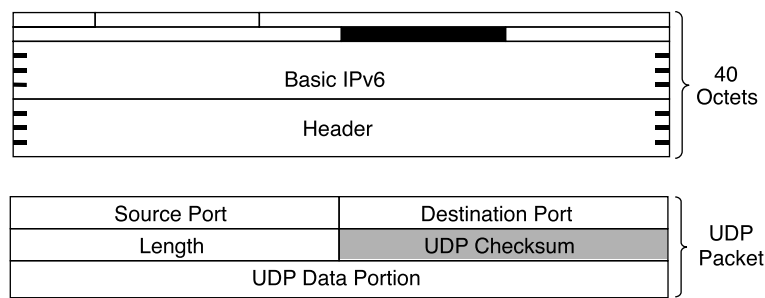 Basic IPv6
Header
40
Octets
Source Port
Destination Port
Length
UDP Checksum
UDP Data Portion
UDP
Packet